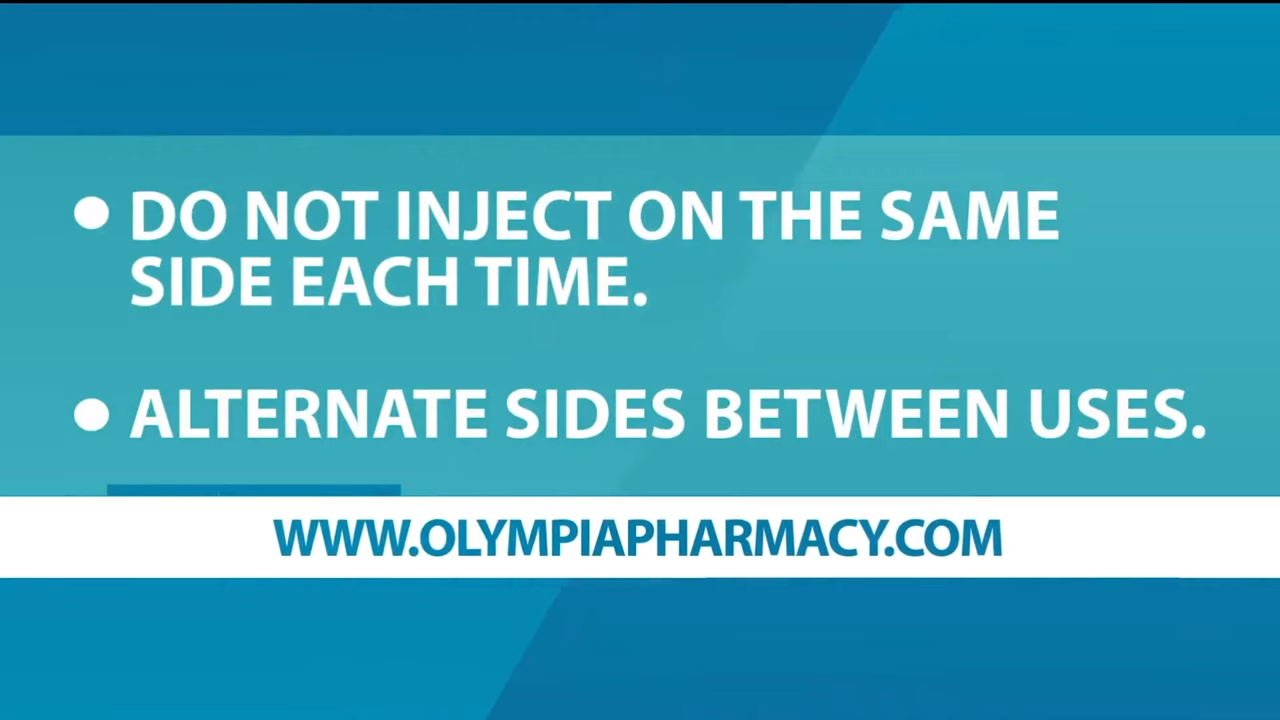 ● DO NOT INJECT ON THE SAME
SIDE EACH TIME.
● ALTERNATE SIDES BETWEEN USES.
WWW.OLYMPIAPHARMACY.COM